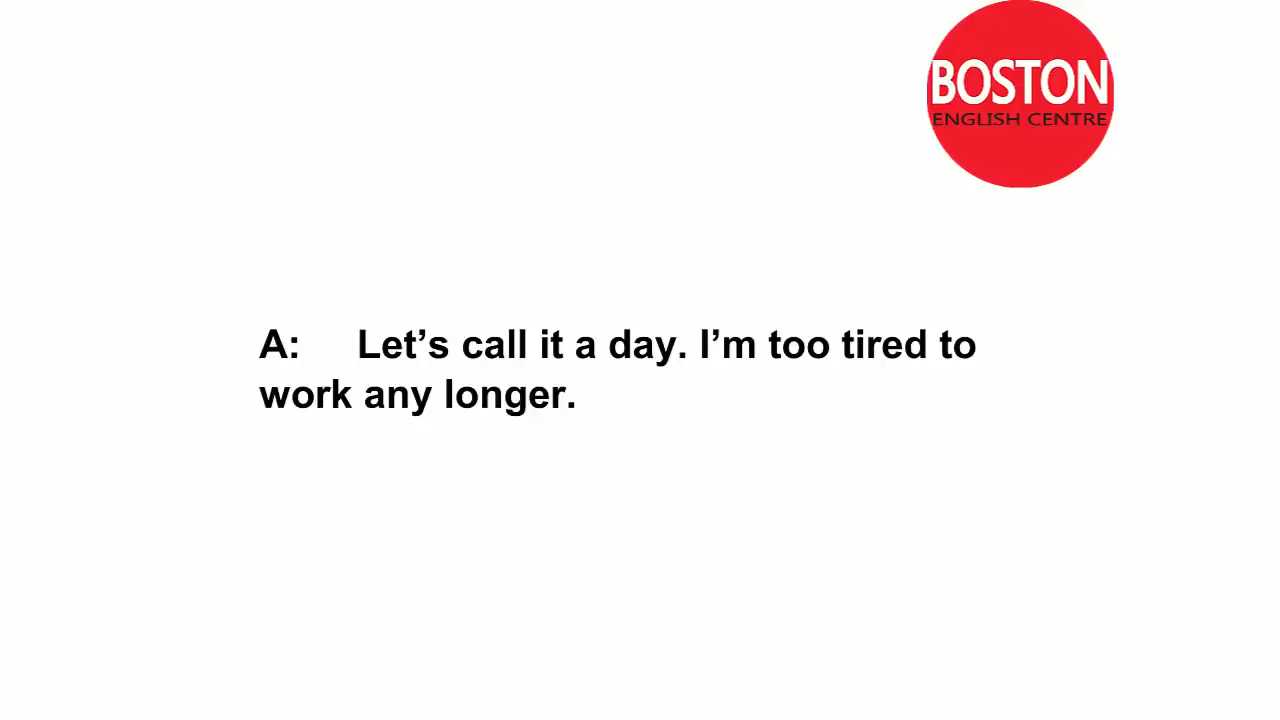 BOSTON
ENGLISH CENTRE
A: Let’s call it a day. I’m too tired to
work any longer.